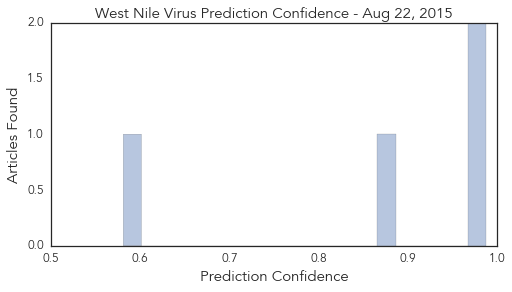 West Nile Virus Prediction Confidence - Aug 22, 2015
2.0
1.5
1.0
0.5
0.0
Articles Found
0.5 0.6 0.7 0.8 0.9 1.0
Prediction Confidence